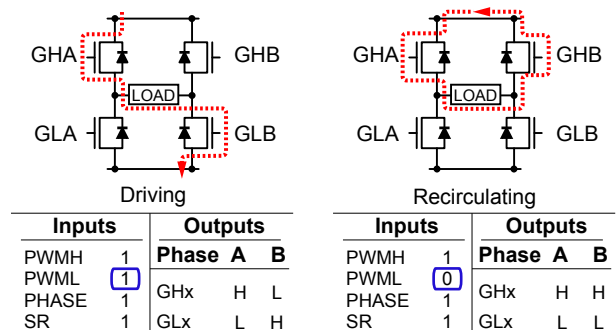 GHA GHB GHA GHB
LOAD LOAD
GLA GLB GLA GLB
Driving Recirculating
Inputs Outputs Inputs Outputs
PWMH 1 Phase A B PWMH 1 Phase A B
PWML 1 PWML 0
GHx H L GHx H H
PHASE 1 PHASE 1
SR 1 GLx L H SR 1 GLx L L